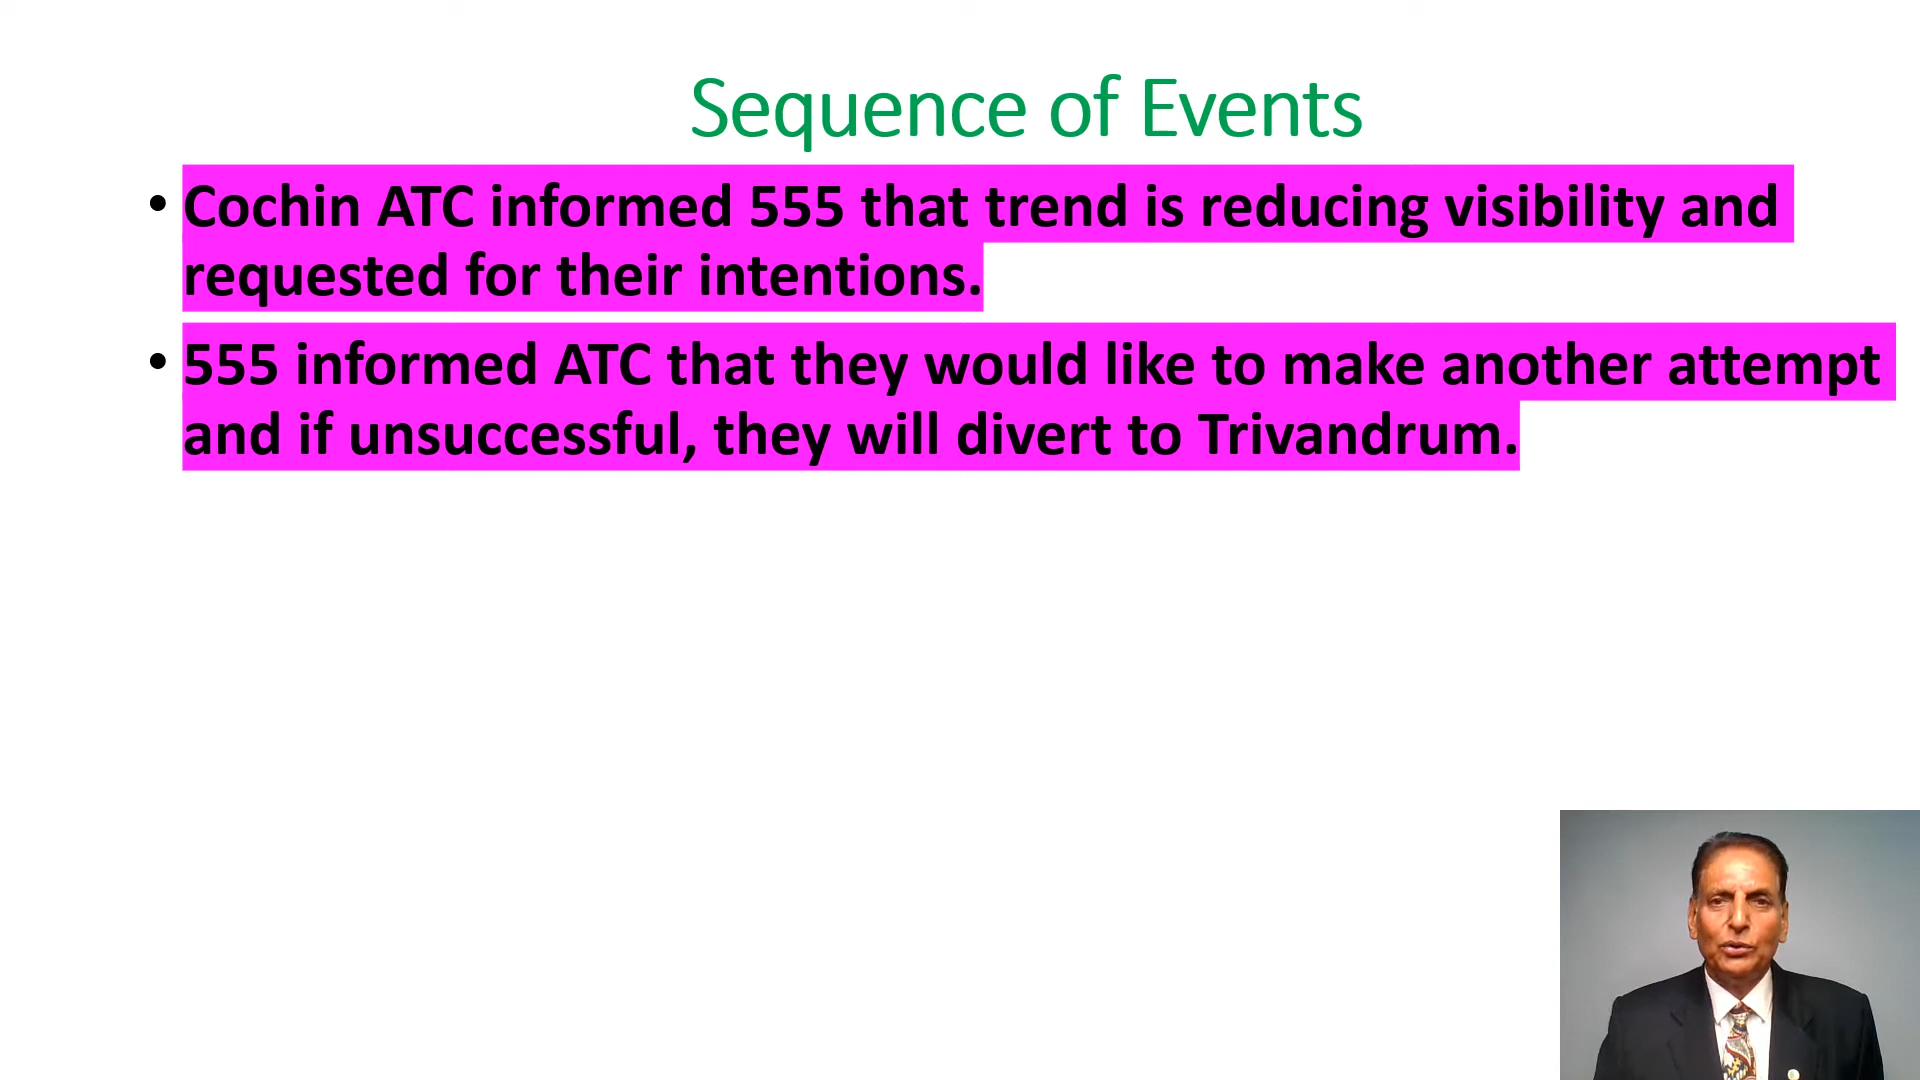 Sequence of Events
• Cochin ATC informed 555 that trend is reducing visibility and
requested for their intentions.
• 555 informed ATC that they would like to make another attempt
and if unsuccessful, they will divert to Trivandrum.